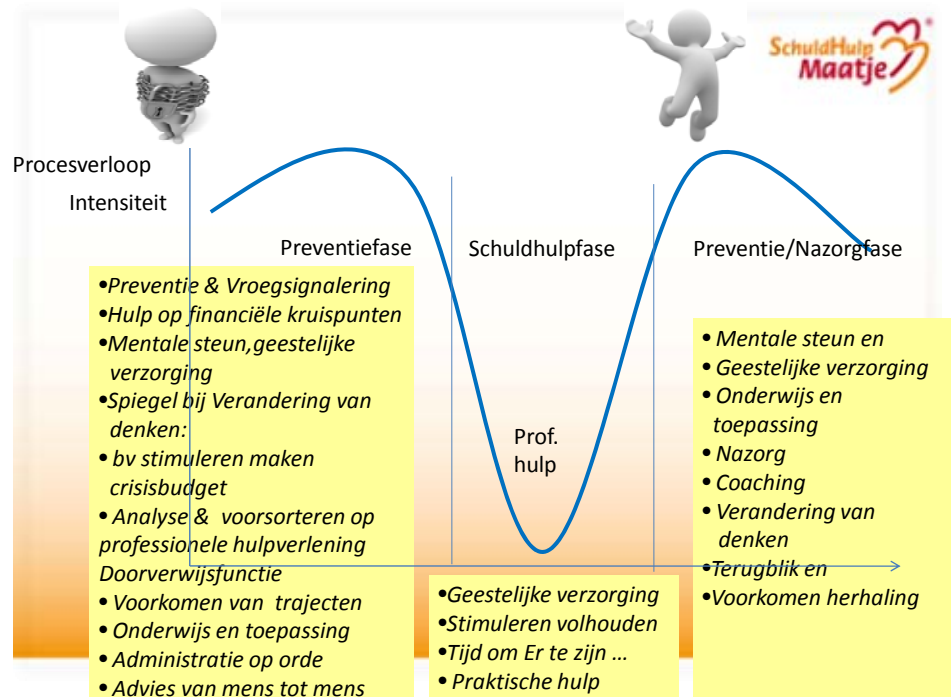 SchuldHulp
Maatje
Procesverloop
Intensiteit
Preventiefase
Schuldhulpfase
Preventie/Nazorgfase
•Preventie & Vroegsignalering
•Hulp op financiële kruispunten
•Mentale steun,geestelijke
verzorging
•Spiegel bij Verandering van
denken:
• bv stimuleren maken
crisisbudget
• Analyse & voorsorteren op
professionele hulpverlening
Doorverwijsfunctie
• Voorkomen van trajecten
• Onderwijs en toepassing
• Administratie op orde
• Advies van mens tot mens
Prof.
hulp
•Geestelijke verzorging
•Stimuleren volhouden
•Tijd om Er te zijn ...
• Praktische hulp
• Mentale steun en
• Geestelijke verzorging
• Onderwijs en
toepassing
• Nazorg
• Coaching
• Verandering van
denken
•Terugblik en
•Voorkomen herhaling